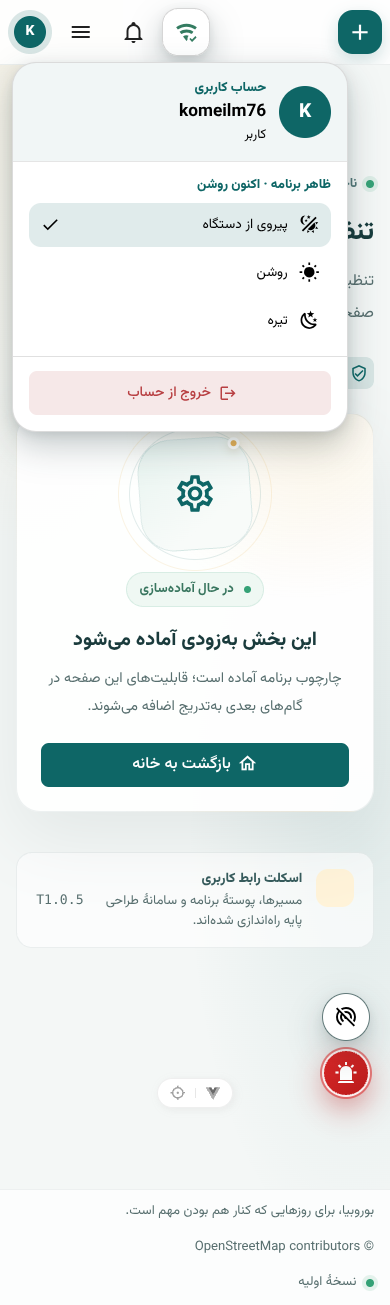 K
حساب کاربری
komeilm76
کاربر
K
ظاهر برنامه · اکنون روشن
پیروی از دستگاه
روشن
تیره
خروج از حساب
در حال آماده‌سازی
این بخش به‌زودی آماده می‌شود
چارچوب برنامه آماده است؛ قابلیت‌های این صفحه در
گام‌های بعدی به‌تدریج اضافه می‌شوند.
بازگشت به خانه
اسکلت رابط کاربری
مسیرها، پوستهٔ برنامه و سامانهٔ طراحی
پایه راه‌اندازی شده‌اند.
T1.0.5
بوروبیا، برای روزهایی که کنار هم بودن مهم است.
© OpenStreetMap contributors
نسخهٔ اولیه